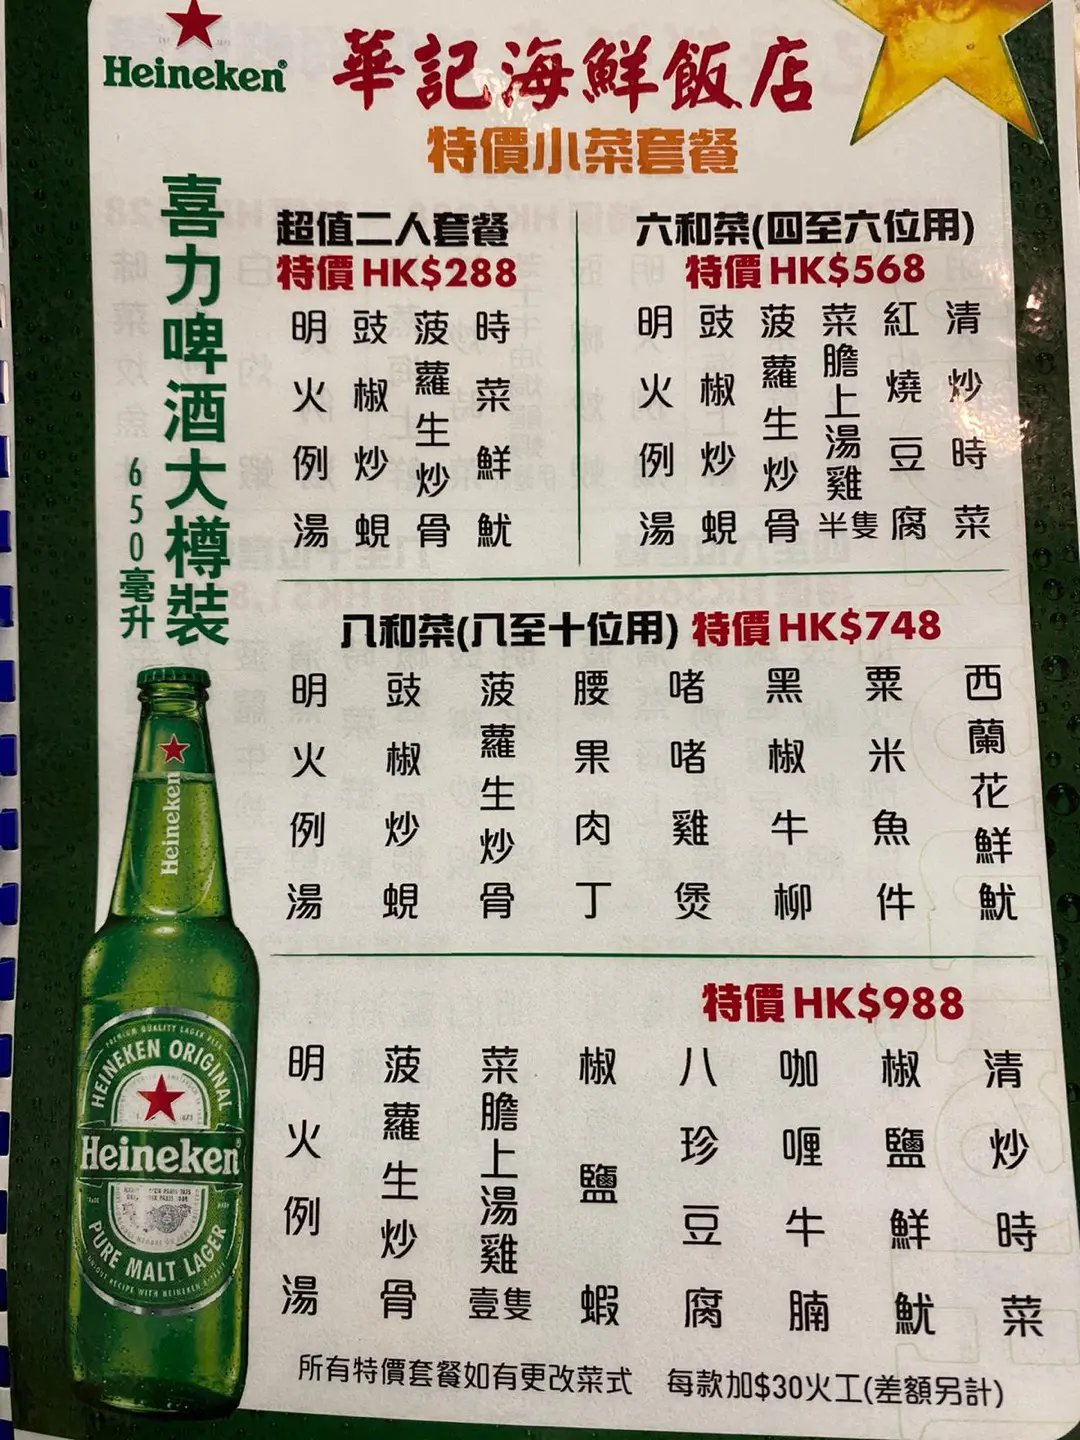 Heineken
華記海鮮飯店
特價小菜套餐
喜力啤酒大樽裝
650毫升
超值二人套餐
特價 HK$288
明火例湯
豉椒炒蜆
菠蘿生炒骨
時菜鮮魷
六和菜(四至六位用)
特價 HK$568
明火例湯
豉椒炒蜆
菠蘿生炒骨
菜膽上湯雞半隻
紅燒豆腐
清炒時菜
八和菜(八至十位用) 特價 HK$748
明火例湯
豉椒炒蜆
菠蘿生炒骨
腰果肉丁
啫啫雞煲
黑椒牛柳
粟米魚件
西蘭花鮮魷
特價 HK$988
明火例湯
菠蘿生炒骨
菜膽上湯雞壹隻
椒鹽蝦
八珍豆腐
咖喱牛腩
椒鹽鮮魷
清炒時菜
所有特價套餐如有更改菜式 每款加$30火工(差額另計)
Heineken
PREMIUM QUALITY LAGER BEER
HEINEKEN ORIGINAL
Heineken
PURE MALT LAGER